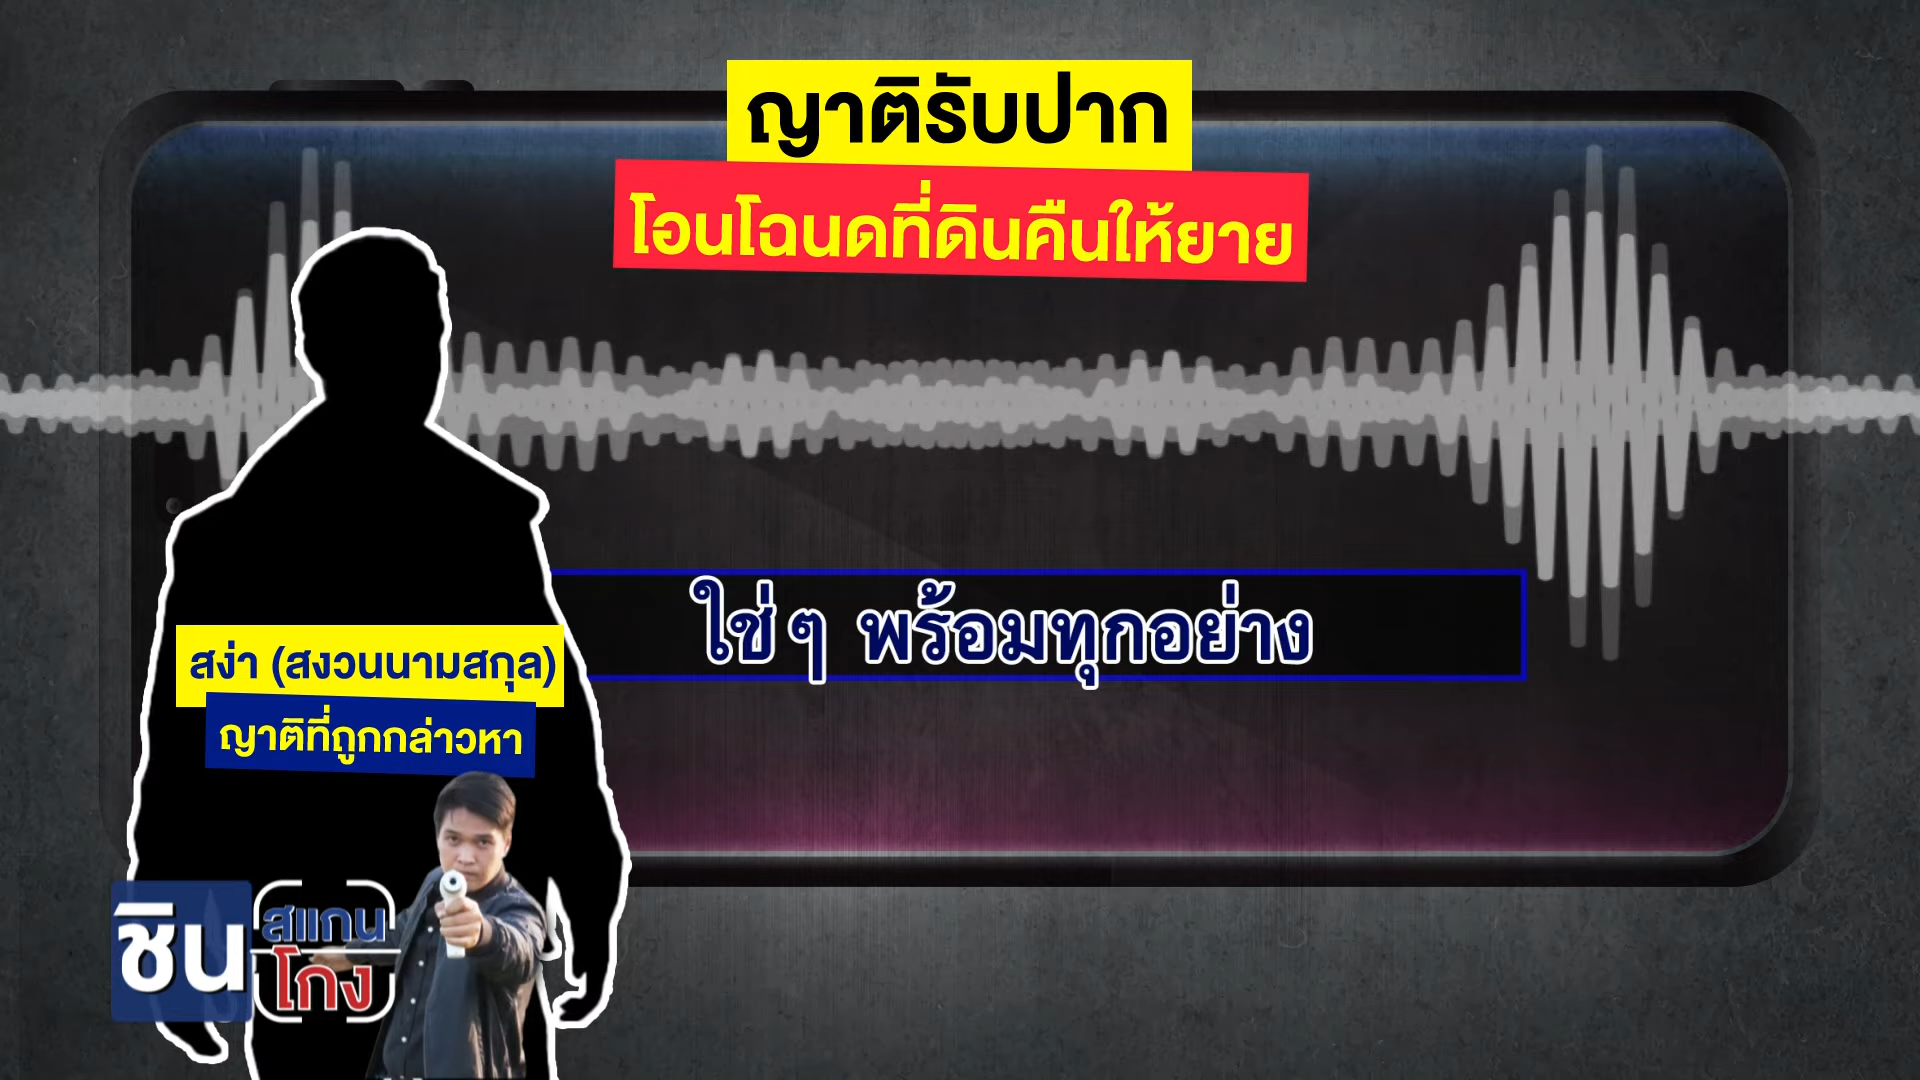 ญาติรับปาก
โอนโฉนดที่ดินคืนให้ยาย
ใช่ ๆ พร้อมทุกอย่าง
สง่า (สงวนนามสกุล)
ญาติที่ถูกกล่าวหา
ชิน
สแกน
โกง